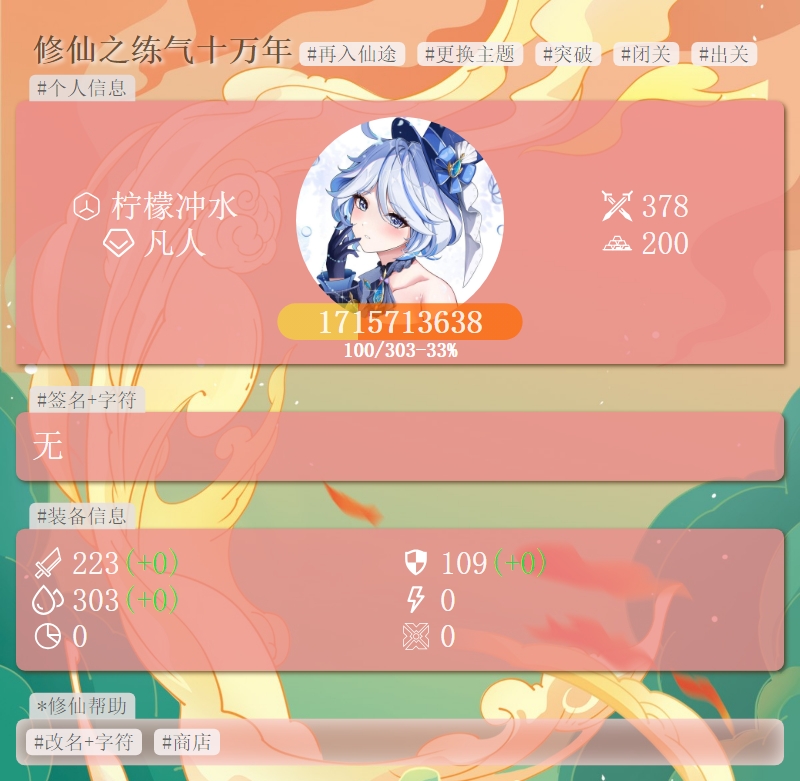 修仙之练气十万年 #再入仙途 #更换主题 #突破 #闭关 #出关
#个人信息
柠檬冲水 378
凡人 200
1715713638
100/303-33%
#签名+字符
无
#装备信息
223(+0) 109(+0)
303(+0) 0
0 0
*修仙帮助
#改名+字符 #商店